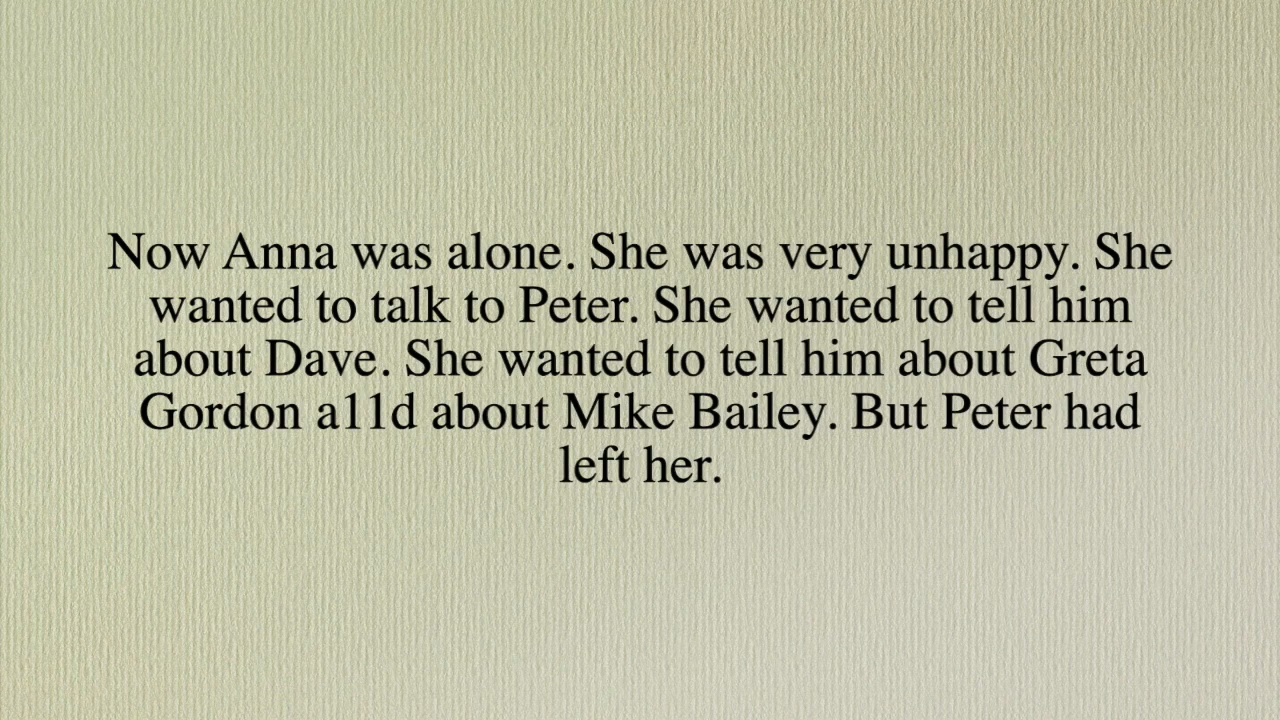 Now Anna was alone. She was very unhappy. She
wanted to talk to Peter. She wanted to tell him
about Dave. She wanted to tell him about Greta
Gordon a11d about Mike Bailey. But Peter had
left her.